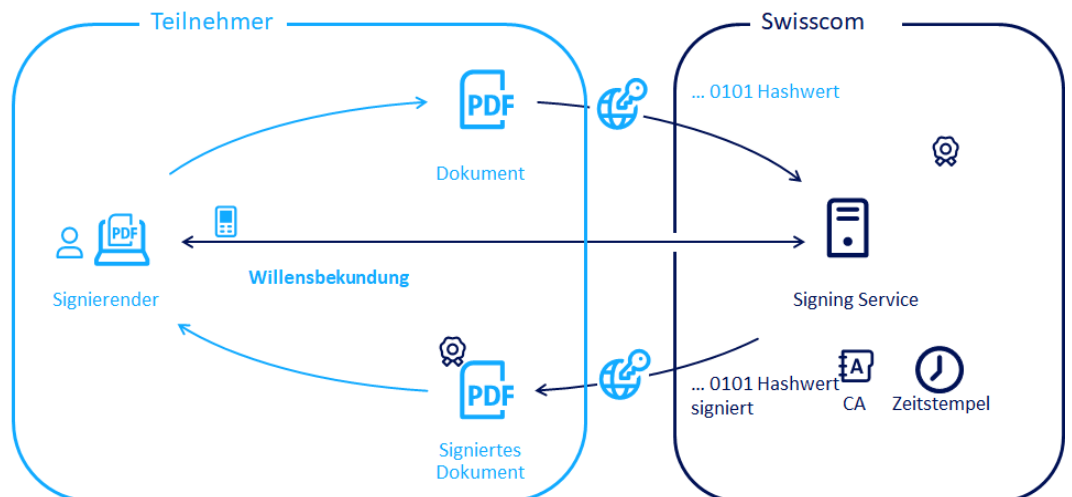 Teilnehmer
Swisscom
PDF
... 0101 Hashwert
Dokument
PDF
Willensbekundung
Signierender
Signing Service
PDF
... 0101 Hashwert
signiert
A
CA
Zeitstempel
Signiertes
Dokument